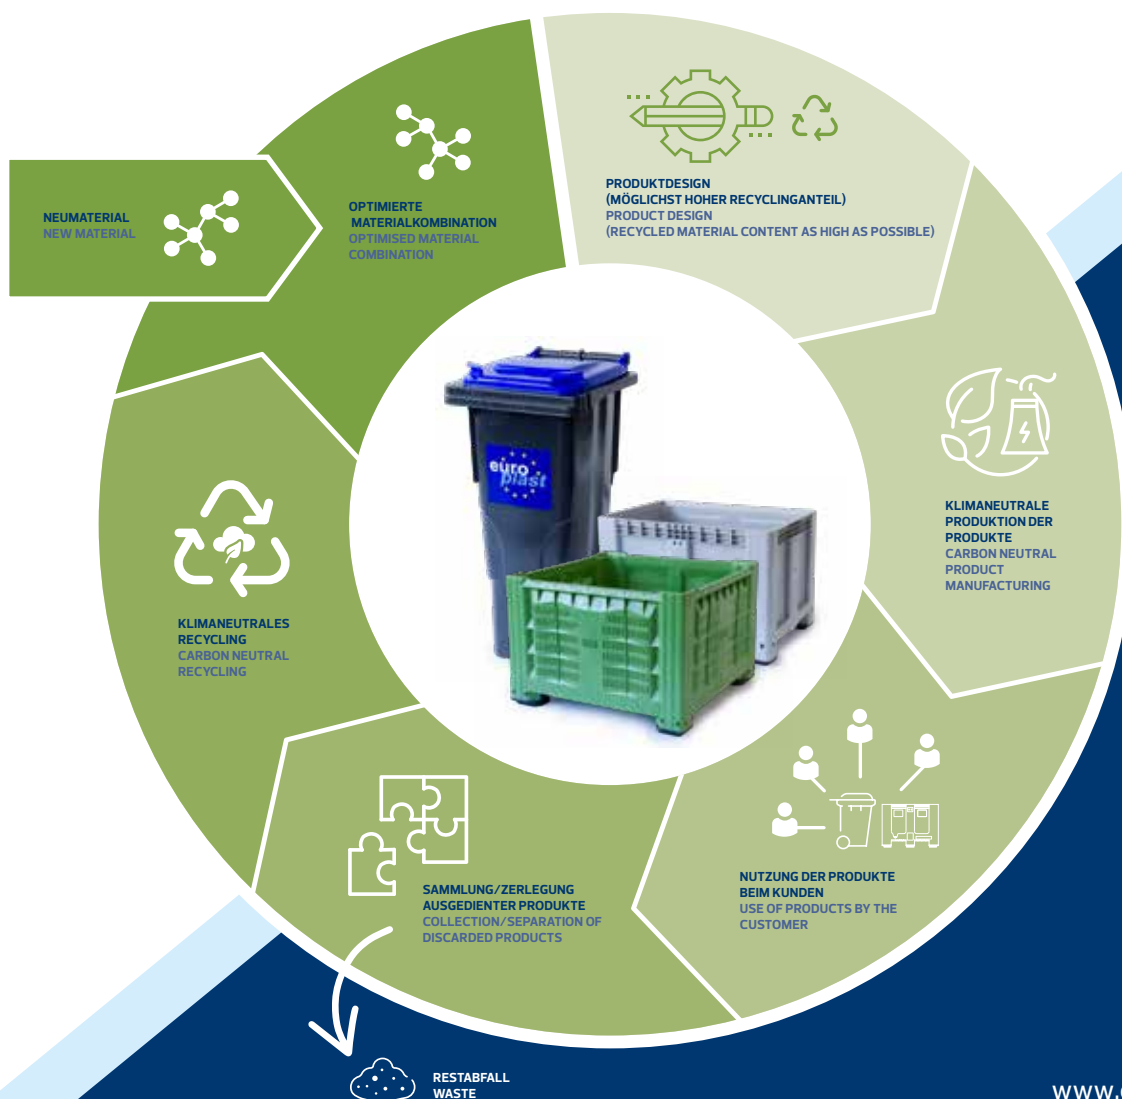 NEUMATERIAL
NEW MATERIAL
OPTIMIERTE
MATERIALKOMBINATION
OPTIMISED MATERIAL
COMBINATION
PRODUKTDESIGN
(MÖGLICHST HOHER RECYCLINGANTEIL)
PRODUCT DESIGN
(RECYCLED MATERIAL CONTENT AS HIGH AS POSSIBLE)
KLIMANEUTRALE
PRODUKTION DER
PRODUKTE
CARBON NEUTRAL
PRODUCT
MANUFACTURING
NUTZUNG DER PRODUKTE
BEIM KUNDEN
USE OF PRODUCTS BY THE
CUSTOMER
SAMMLUNG/ZERLEGUNG
AUSGEDIENTER PRODUKTE
COLLECTION/SEPARATION OF
DISCARDED PRODUCTS
RESTABFALL
WASTE
KLIMANEUTRALES
RECYCLING
CARBON NEUTRAL
RECYCLING
euro
plast
www.